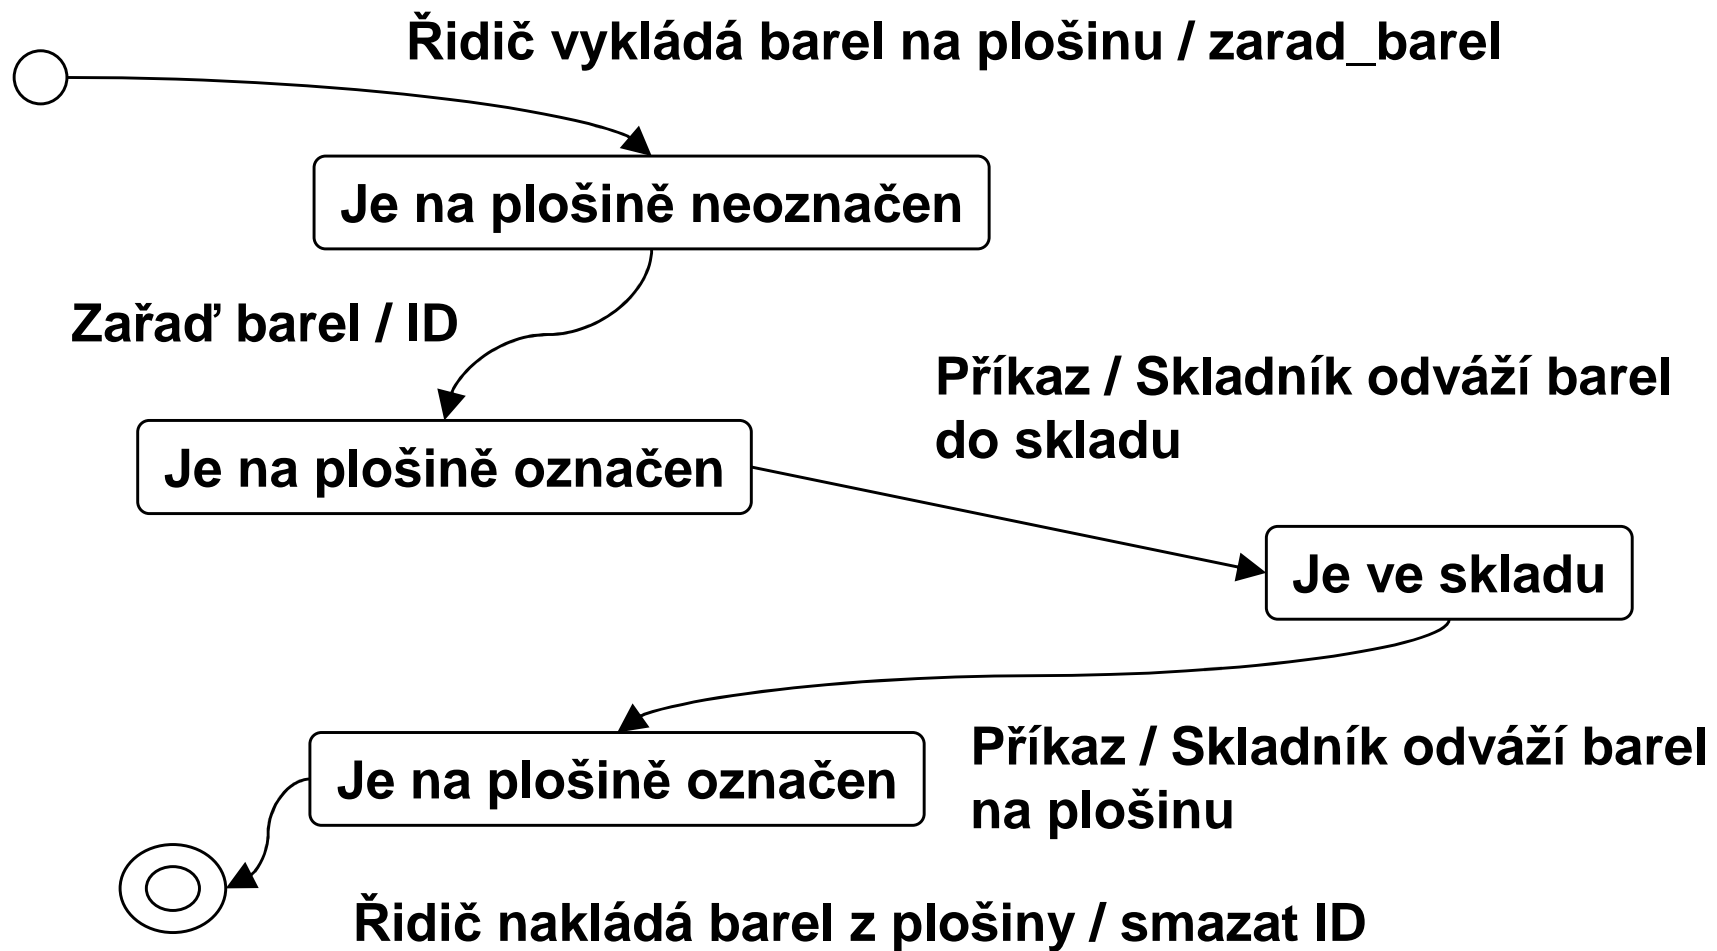 Řidič vykládá barel na plošinu / zarad_barel
Je na plošině neoznačen
Zařaď barel / ID
Příkaz / Skladník odváží barel
do skladu
Je na plošině označen
Je ve skladu
Je na plošině označen
Příkaz / Skladník odváží barel
na plošinu
Řidič nakládá barel z plošiny / smazat ID